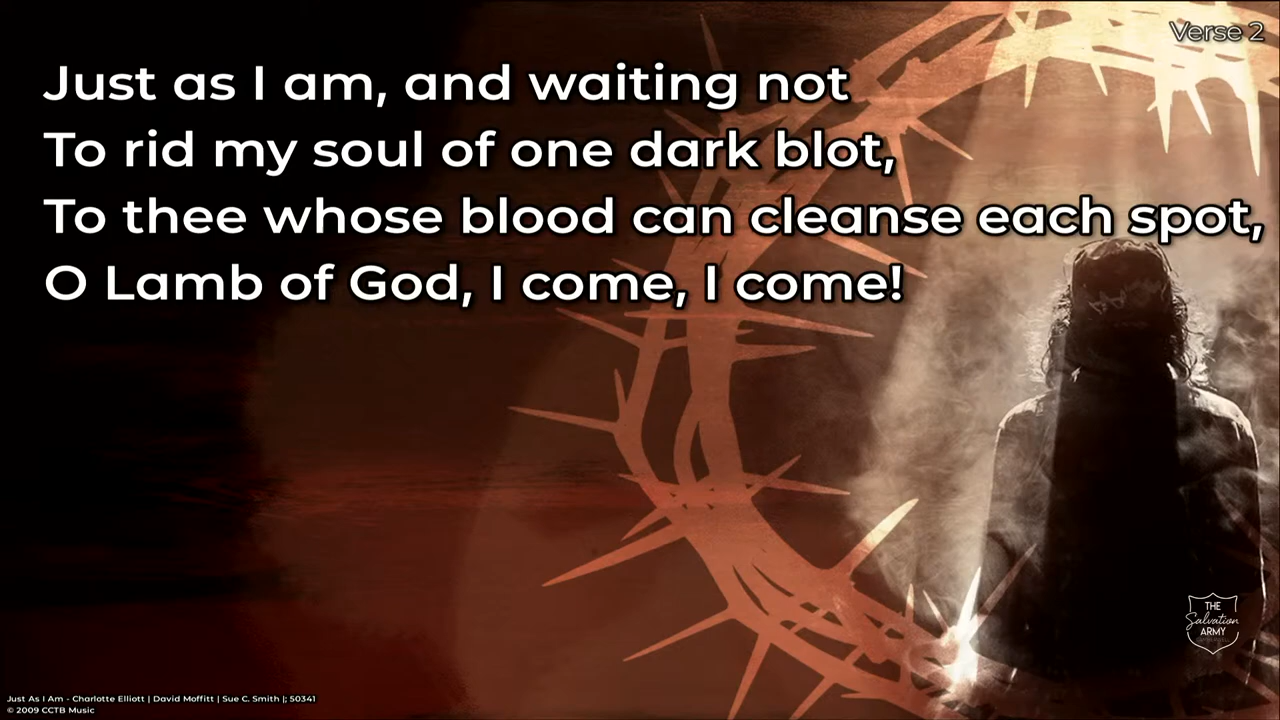 Verse 2
Just as I am, and waiting not
To rid my soul of one dark blot,
To thee whose blood can cleanse each spot,
O Lamb of God, I come, I come!
THE
Salvation
ARMY
Just As I Am - Charlotte Elliott | David Moffitt | Sue C. Smith |; 50341
© 2009 CCTB Music